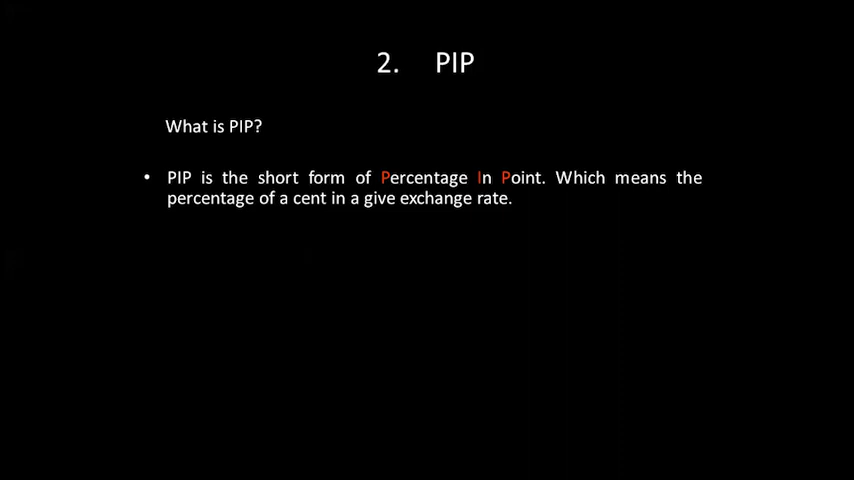 2. PIP
What is PIP?
• PIP is the short form of Percentage In Point. Which means the
percentage of a cent in a give exchange rate.